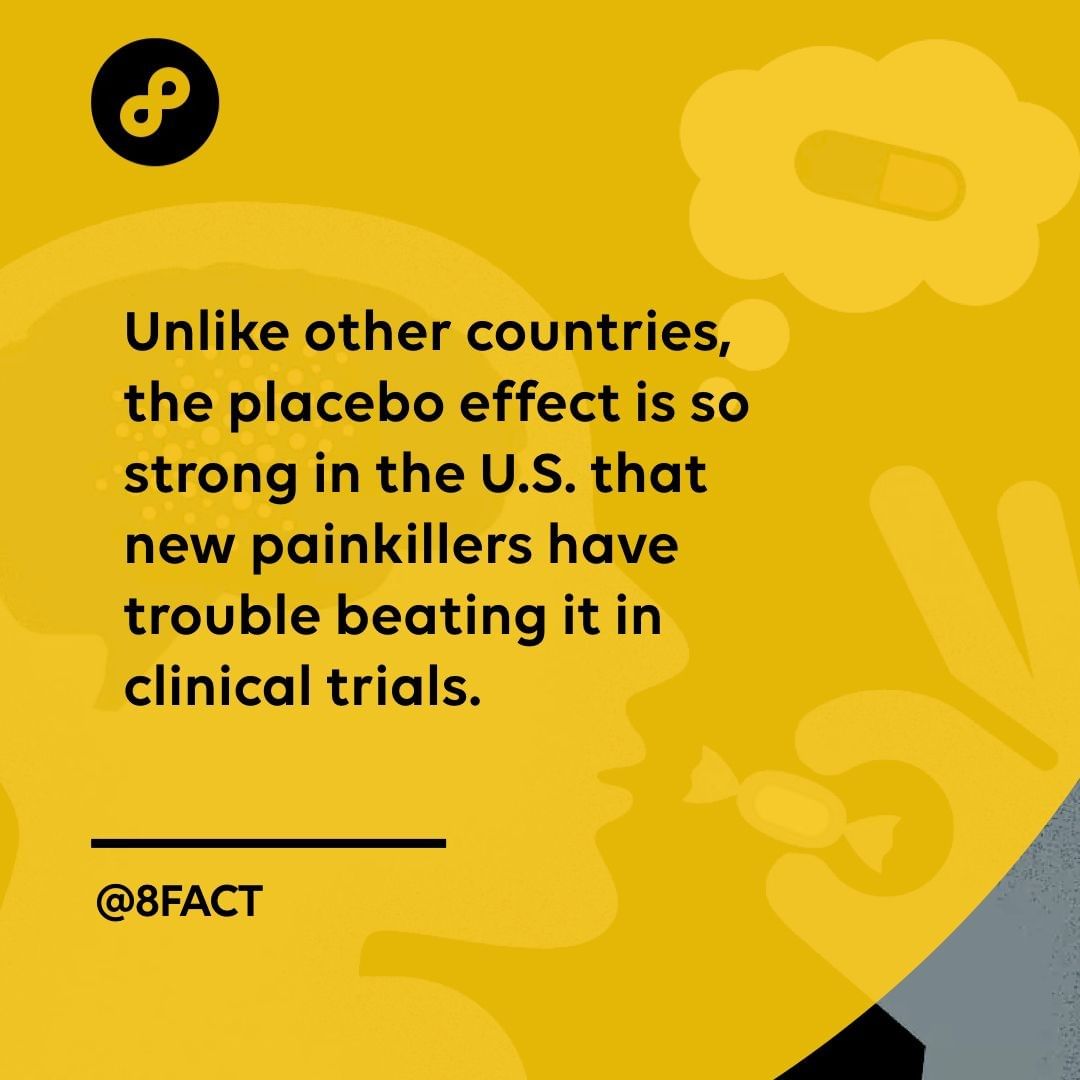 Unlike other countries,
the placebo effect is so
strong in the U.S. that
new painkillers have
trouble beating it in
clinical trials.
@8FACT